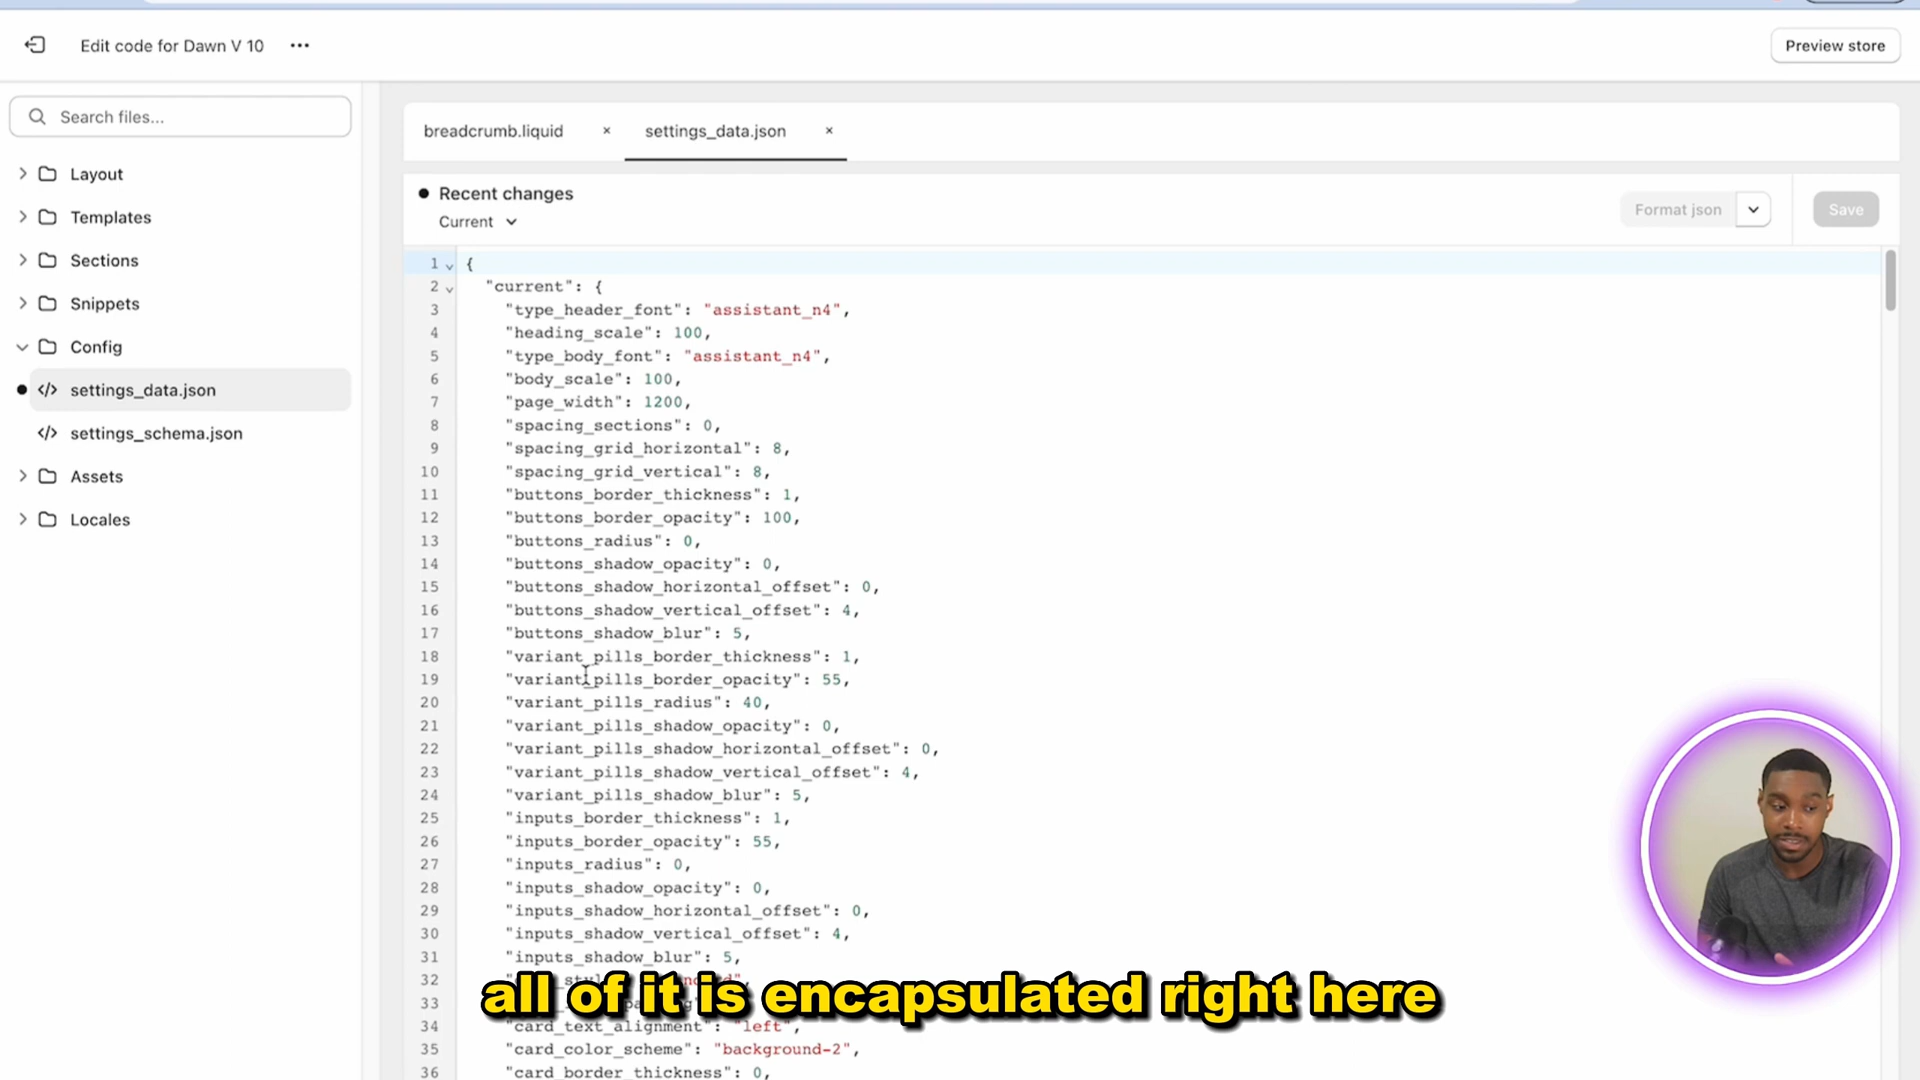 Edit code for Dawn V 10 ...
Preview store
Search files...
Layout
Templates
Sections
Snippets
Config
settings_data.json
settings_schema.json
Assets
Locales
breadcrumb.liquid × settings_data.json ×
Recent changes
Current
Format json
Save
1 {
2 "current": {
3 "type_header_font": "assistant_n4",
4 "heading_scale": 100,
5 "type_body_font": "assistant_n4",
6 "body_scale": 100,
7 "page_width": 1200,
8 "spacing_sections": 0,
9 "spacing_grid_horizontal": 8,
10 "spacing_grid_vertical": 8,
11 "buttons_border_thickness": 1,
12 "buttons_border_opacity": 100,
13 "buttons_radius": 0,
14 "buttons_shadow_opacity": 0,
15 "buttons_shadow_horizontal_offset": 0,
16 "buttons_shadow_vertical_offset": 4,
17 "buttons_shadow_blur": 5,
18 "variant_pills_border_thickness": 1,
19 "variant_pills_border_opacity": 55,
20 "variant_pills_radius": 40,
21 "variant_pills_shadow_opacity": 0,
22 "variant_pills_shadow_horizontal_offset": 0,
23 "variant_pills_shadow_vertical_offset": 4,
24 "variant_pills_shadow_blur": 5,
25 "inputs_border_thickness": 1,
26 "inputs_border_opacity": 55,
27 "inputs_radius": 0,
28 "inputs_shadow_opacity": 0,
29 "inputs_shadow_horizontal_offset": 0,
30 "inputs_shadow_vertical_offset": 4,
31 "inputs_shadow_blur": 5,
32
all of it is encapsulated right here
33
34 "card_text_alignment": "left",
35 "card_color_scheme": "background-2",
36 "card_border_thickness": 0,